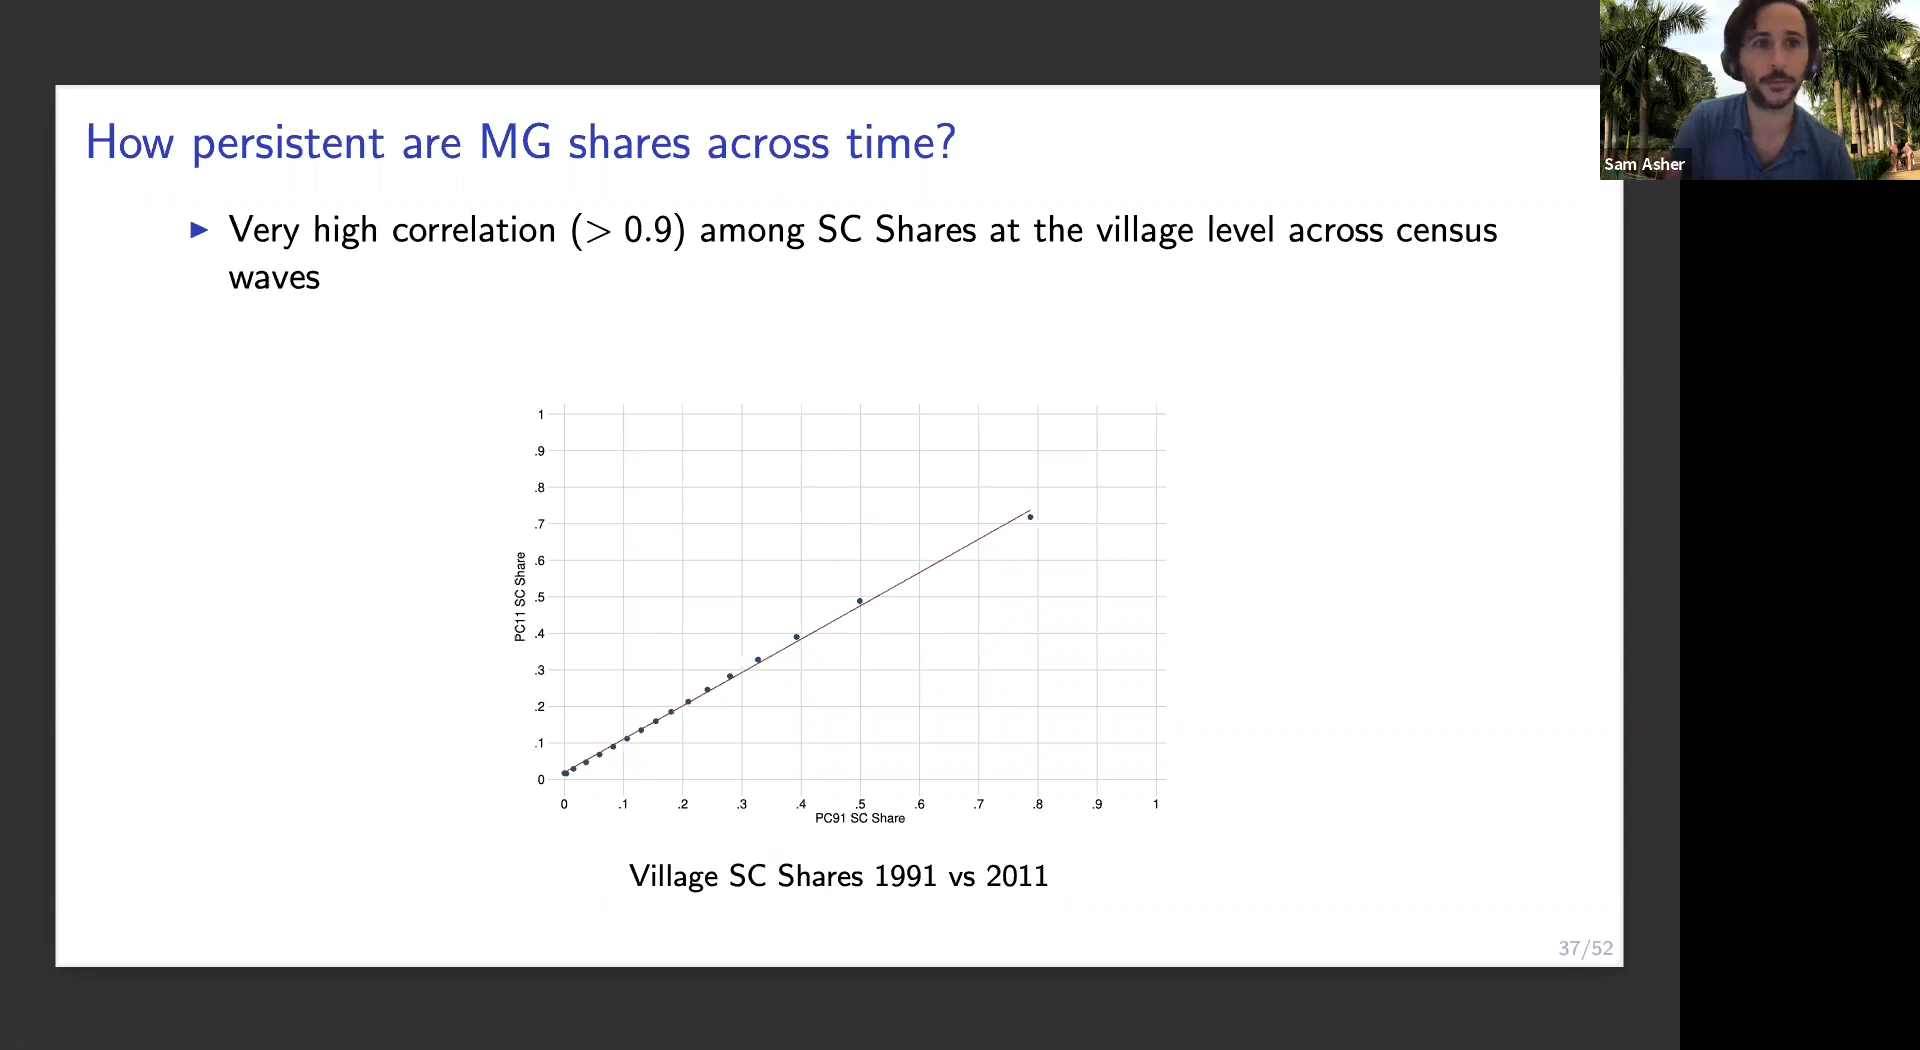 How persistent are MG shares across time?
Sam Asher
Very high correlation (> 0.9) among SC Shares at the village level across census
waves
1
.9
.8
.7
.6
.5
.4
.3
.2
.1
0
PC11 SC Share
0 .1 .2 .3 .4 .5 .6 .7 .8 .9 1
PC91 SC Share
Village SC Shares 1991 vs 2011
37/52